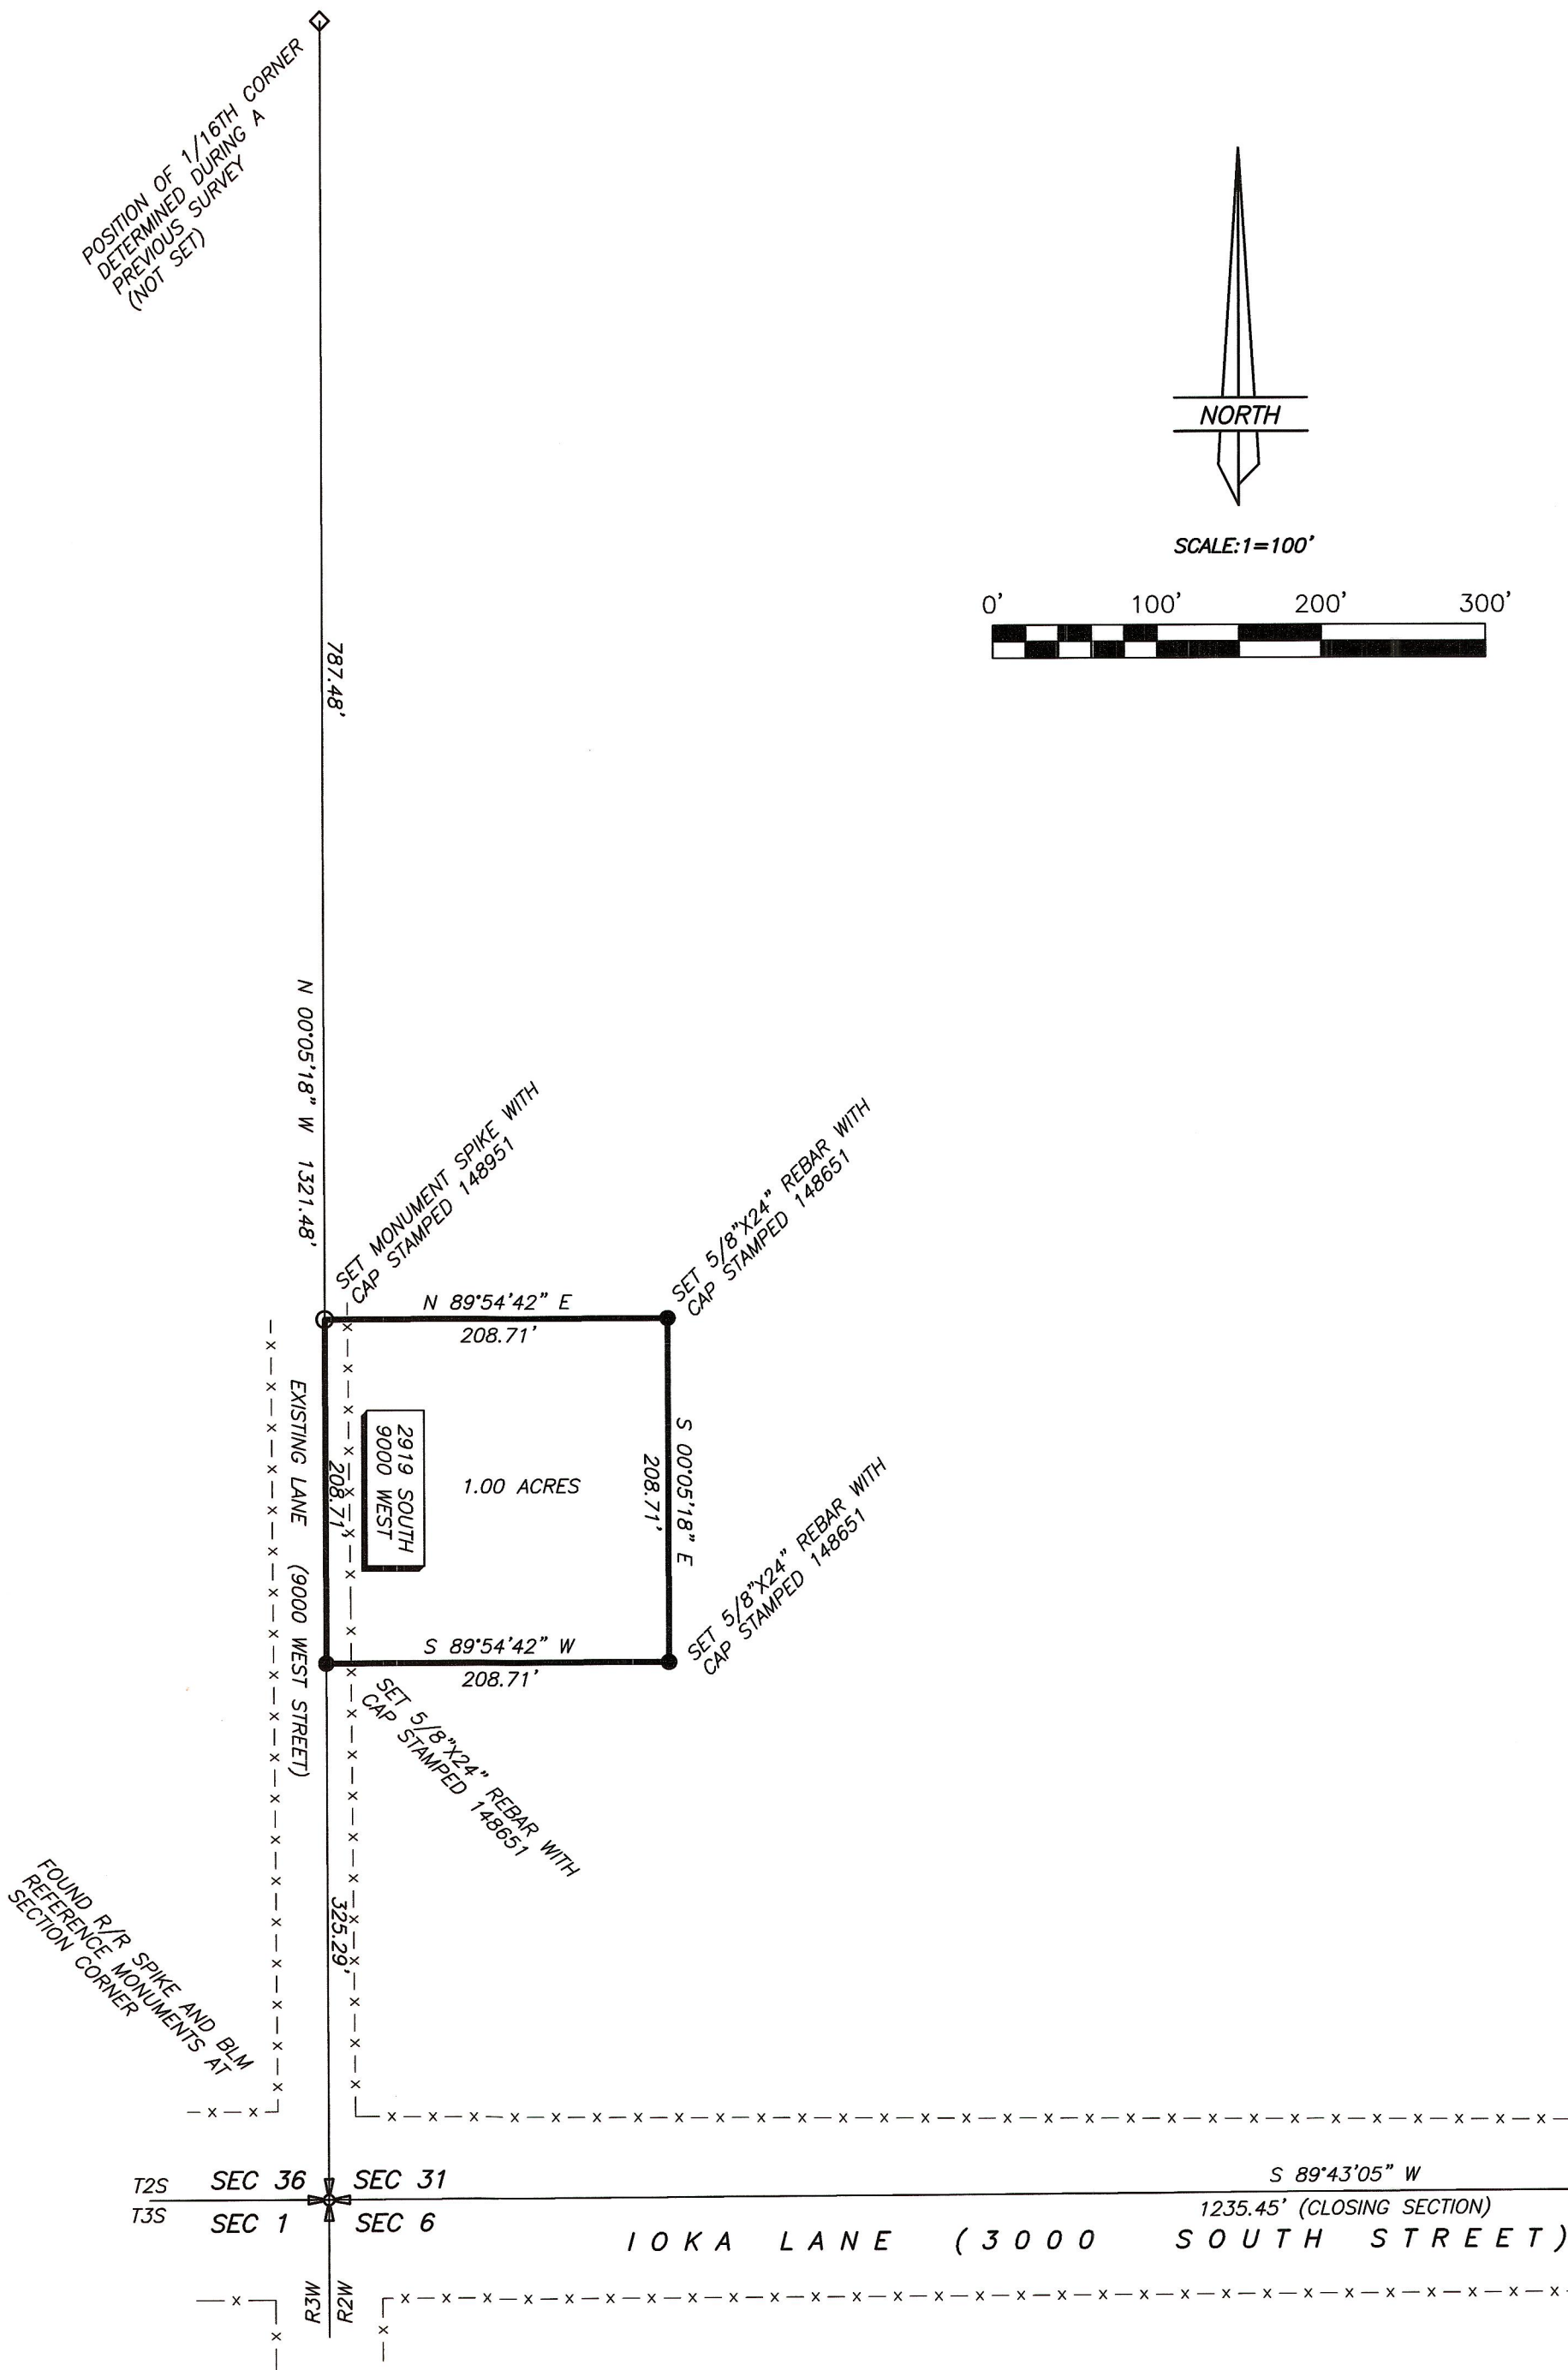 POSITION OF 1/16TH CORNER
DETERMINED DURING A
PREVIOUS SURVEY
(NOT SET)
NORTH
SCALE:1=100'
0' 100' 200' 300'
787.48'
N 00°05'18" W 1321.48'
SET MONUMENT SPIKE WITH
CAP STAMPED 148951
SET 5/8"X24" REBAR WITH
CAP STAMPED 148651
N 89°54'42" E
208.71'
EXISTING LANE (9000 WEST STREET)
208.71'
2919 SOUTH
9000 WEST
1.00 ACRES
S 00°05'18" E
208.71'
SET 5/8"X24" REBAR WITH
CAP STAMPED 148651
S 89°54'42" W
208.71'
SET 5/8"X24" REBAR WITH
CAP STAMPED 148651
325.29'
FOUND R/R SPIKE AND BLM
REFERENCE MONUMENTS AT
SECTION CORNER
T2S SEC 36 SEC 31
T3S SEC 1 SEC 6
S 89°43'05" W
1235.45' (CLOSING SECTION)
IOKA LANE (3000 SOUTH STREET)
R3W
R2W